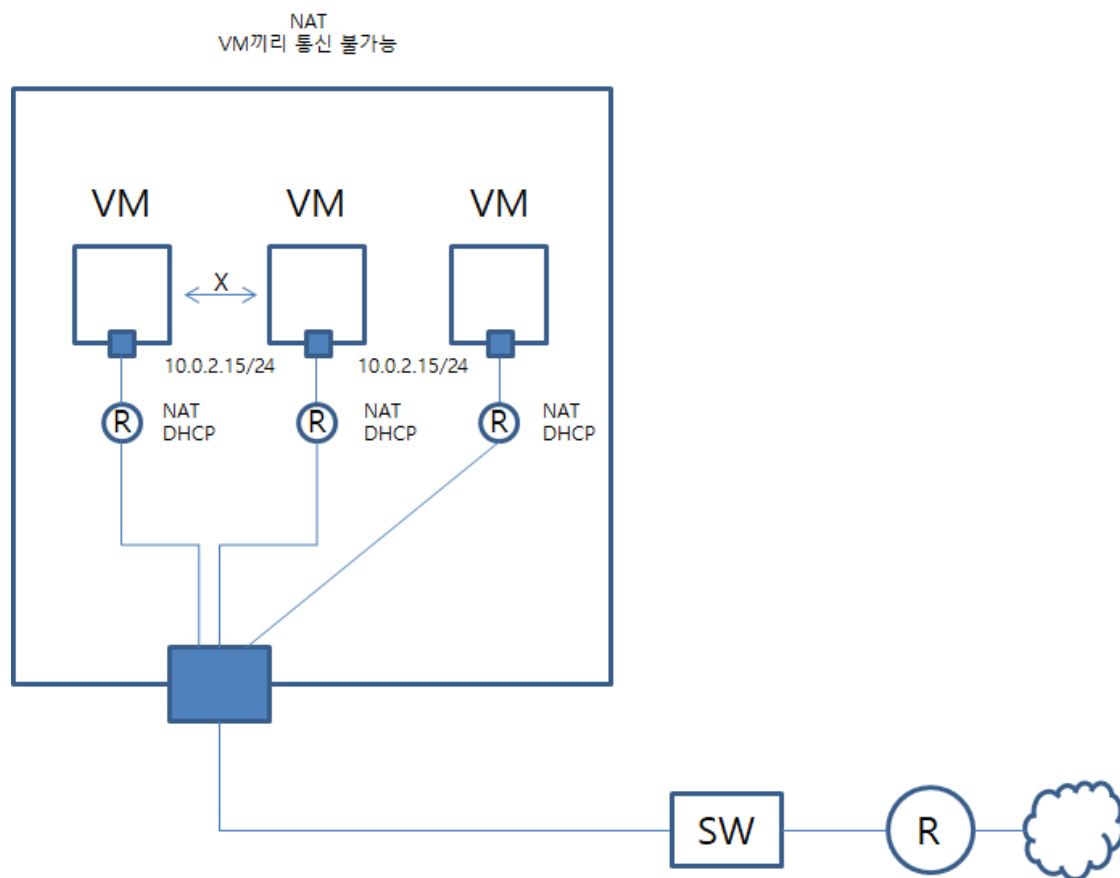 NAT
VM끼리 통신 불가능
VM
VM
VM
X
10.0.2.15/24
10.0.2.15/24
R
NAT
DHCP
R
NAT
DHCP
R
NAT
DHCP
SW
R